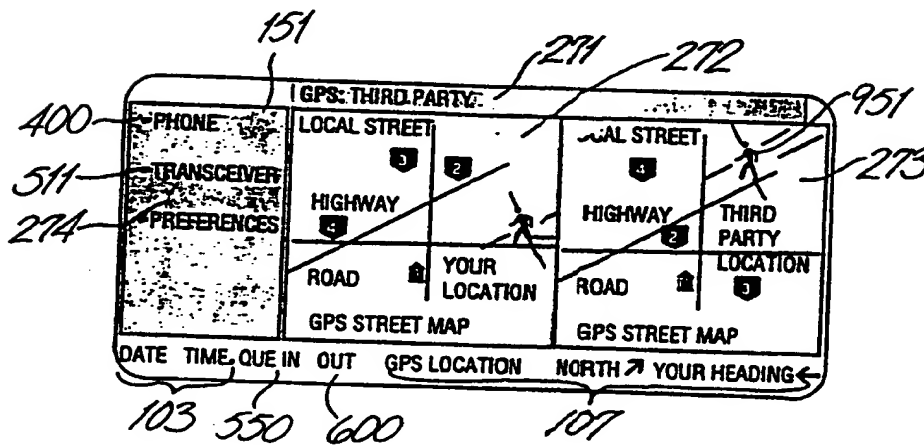 151
271
272
951
273
400
511
274
GPS: THIRD PARTY
PHONE
TRANSCEIVER
PREFERENCES
LOCAL STREET
3
2
HIGHWAY
4
ROAD
YOUR
LOCATION
GPS STREET MAP
CAL STREET
4
HIGHWAY
2
THIRD
PARTY
LOCATION
3
ROAD
GPS STREET MAP
DATE TIME QUE IN OUT GPS LOCATION NORTH ↗ YOUR HEADING ←
103
550
600
107